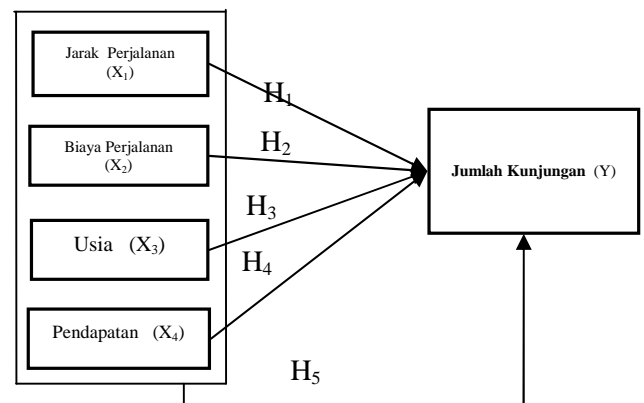 Jarak Perjalanan
(X₁)
H₁
Biaya Perjalanan
(X₂)
H₂
Jumlah Kunjungan (Y)
Usia (X₃)
H₃
H₄
Pendapatan (X₄)
H₅